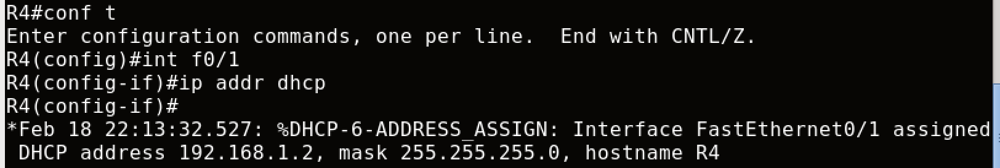 R4#conf t
Enter configuration commands, one per line.  End with CNTL/Z.
R4(config)#int f0/1
R4(config-if)#ip addr dhcp
R4(config-if)#
*Feb 18 22:13:32.527: %DHCP-6-ADDRESS_ASSIGN: Interface FastEthernet0/1 assigned
 DHCP address 192.168.1.2, mask 255.255.255.0, hostname R4